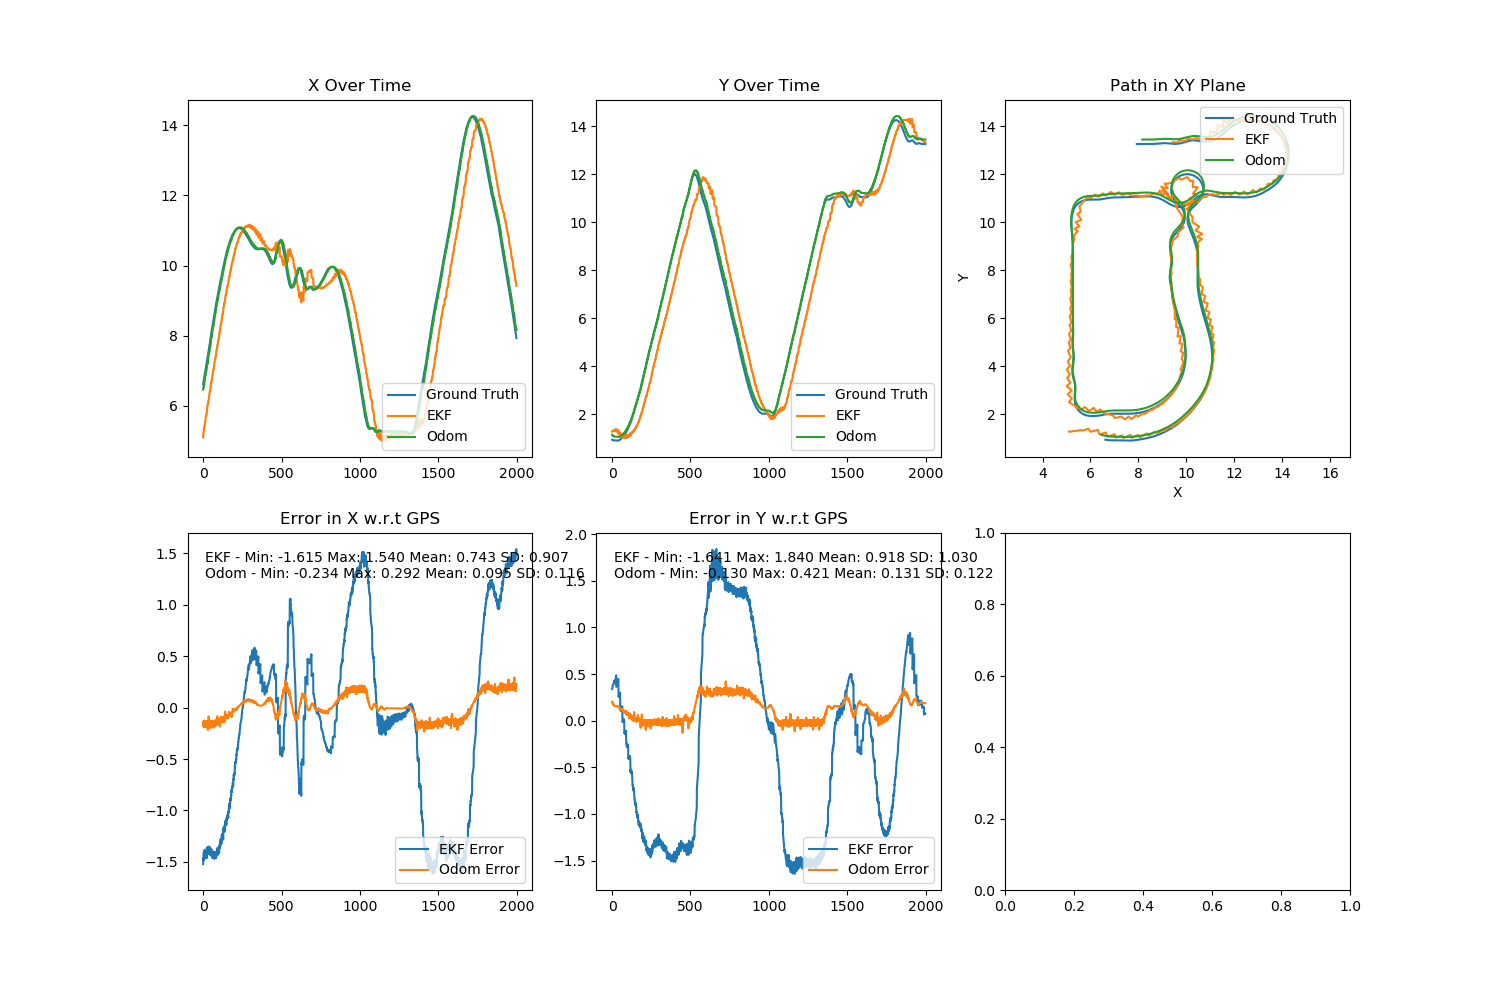 X Over Time
14
12
10
8
6
0 500 1000 1500 2000
Ground Truth
EKF
Odom
Y Over Time
14
12
10
8
6
4
2
0 500 1000 1500 2000
Ground Truth
EKF
Odom
Path in XY Plane
14
12
10
8
6
4
2
Y
4 6 8 10 12 14 16
X
Ground Truth
EKF
Odom
Error in X w.r.t GPS
EKF - Min: -1.615 Max: 1.540 Mean: 0.743 SD: 0.907
Odom - Min: -0.234 Max: 0.292 Mean: 0.095 SD: 0.116
1.5
1.0
0.5
0.0
−0.5
−1.0
−1.5
0 500 1000 1500 2000
EKF Error
Odom Error
Error in Y w.r.t GPS
EKF - Min: -1.641 Max: 1.840 Mean: 0.918 SD: 1.030
Odom - Min: -0.130 Max: 0.421 Mean: 0.131 SD: 0.122
2.0
1.5
1.0
0.5
0.0
−0.5
−1.0
−1.5
0 500 1000 1500 2000
EKF Error
Odom Error
1.0
0.8
0.6
0.4
0.2
0.0
0.0 0.2 0.4 0.6 0.8 1.0